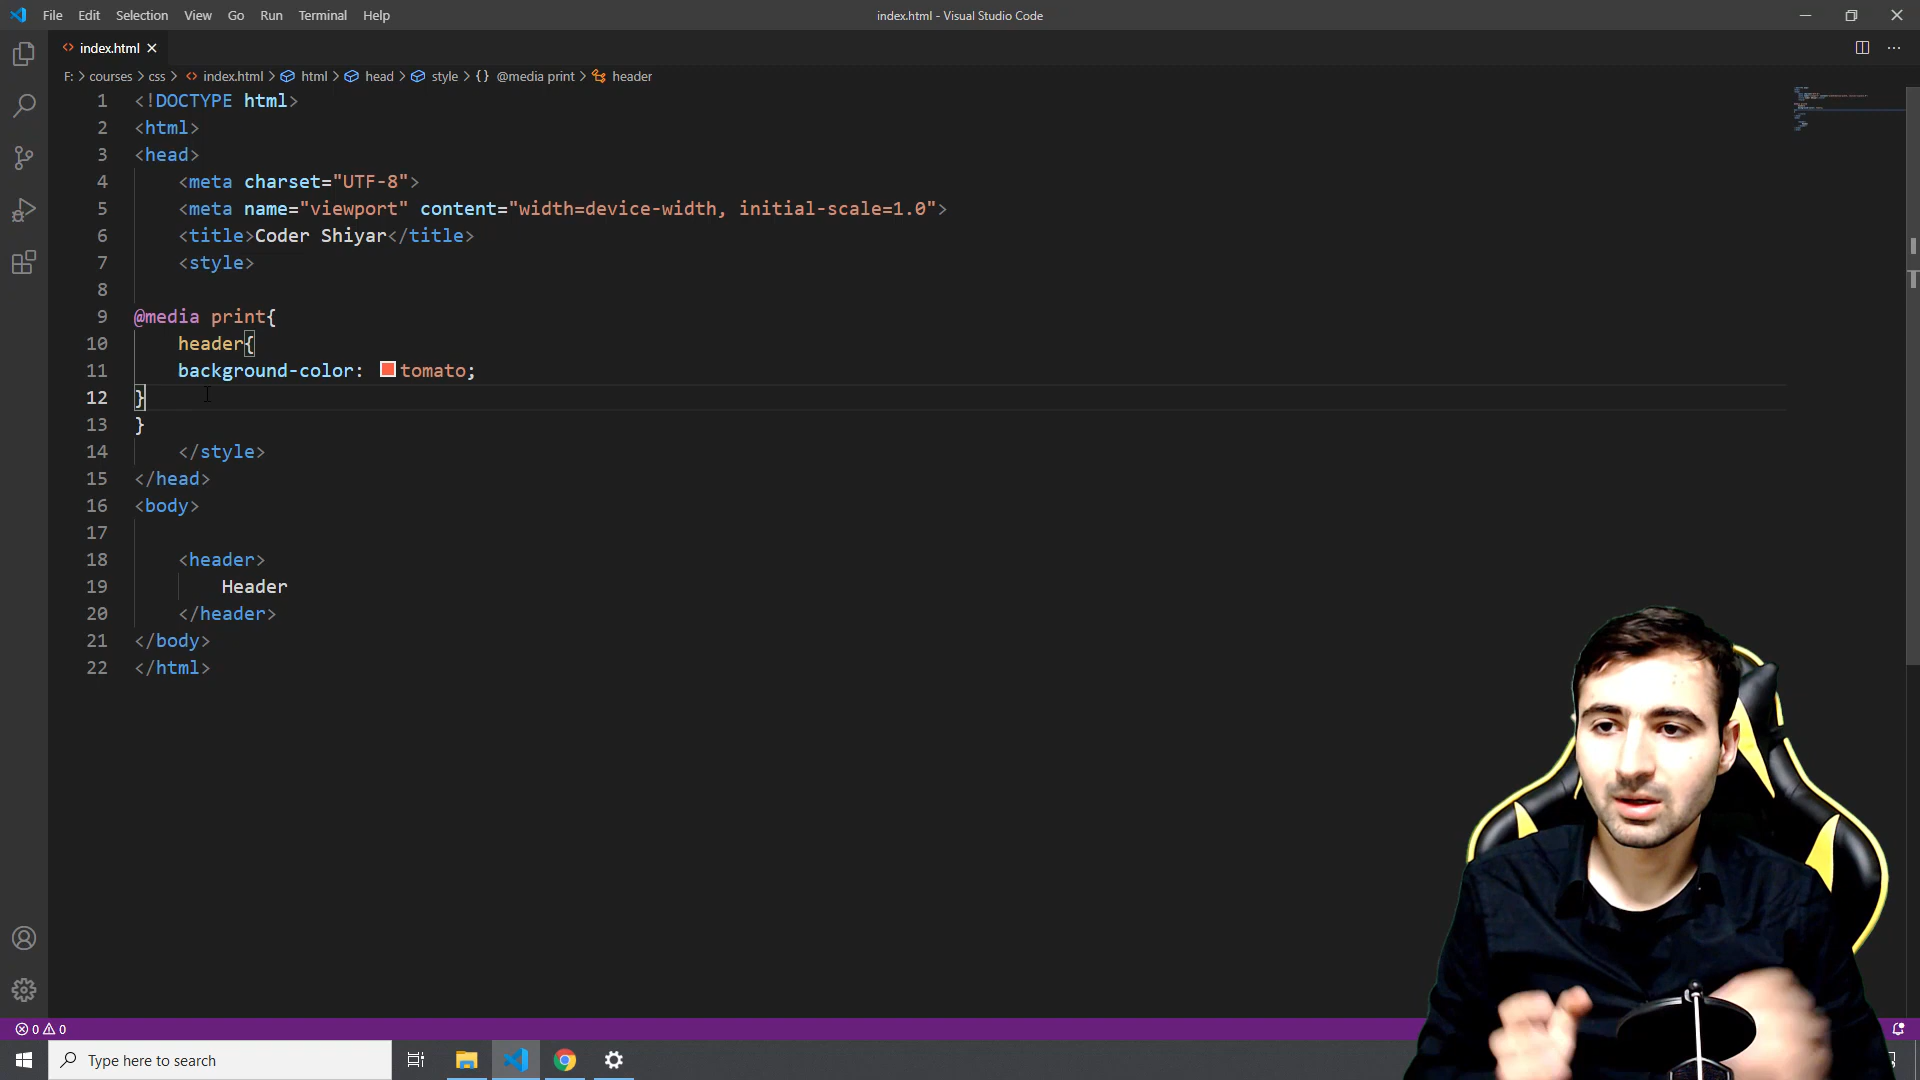 File Edit Selection View Go Run Terminal Help
index.html - Visual Studio Code
index.html
F: > courses > css > index.html > html > head > style > {} @media print > header
1 <!DOCTYPE html>
2 <html>
3 <head>
4 <meta charset="UTF-8">
5 <meta name="viewport" content="width=device-width, initial-scale=1.0">
6 <title>Coder Shiyar</title>
7 <style>
8
9 @media print{
10 header{
11 background-color: tomato;
12 }
13 }
14 </style>
15 </head>
16 <body>
17
18 <header>
19 Header
20 </header>
21 </body>
22 </html>
0 0
Type here to search